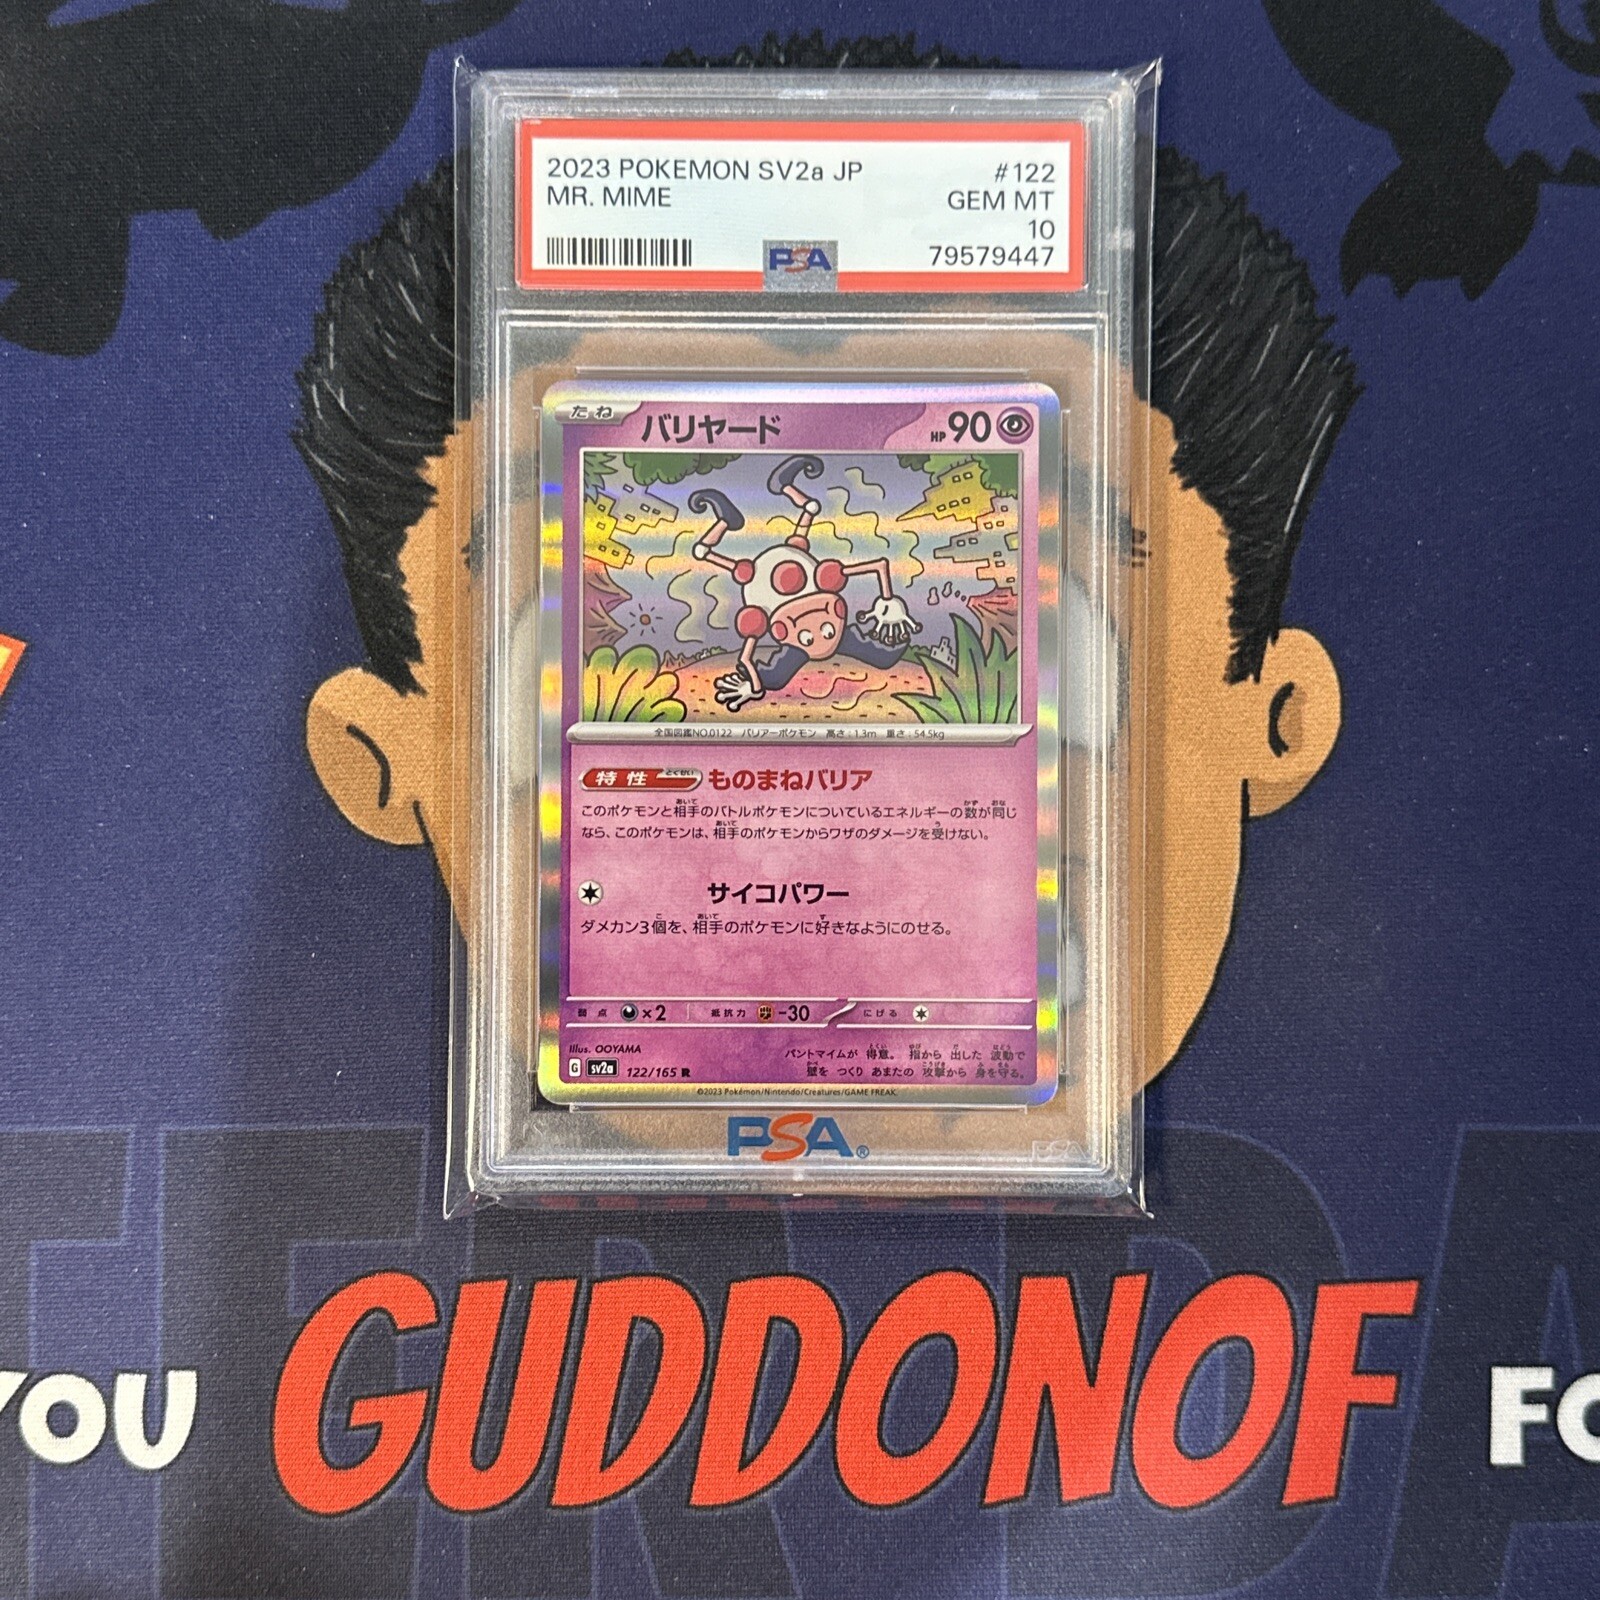 2023 POKEMON SV2a JP #122
MR. MIME GEM MT
10
PSA 79579447
たね バリヤード HP 90
全国図鑑NO.0122 バリアーポケモン 高さ:1.3m 重さ:54.5kg
特性 とくせい ものまねバリア
このポケモンと相手のバトルポケモンについているエネルギーの数が同じ
なら、このポケモンは、相手のポケモンからワザのダメージを受けない。
サイコパワー
ダメカン3個を、相手のポケモンに好きなようにのせる。
弱点 ×2 抵抗力 -30 にげる
Illus. OOYAMA
パントマイムが 得意。 指から 出した 波動で
壁を つくり あまたの 攻撃から 身を守る。
G sv2a 122/165 R
©2023 Pokémon/Nintendo/Creatures/GAME FREAK.
PSA®
YOU GUDDONOF FO